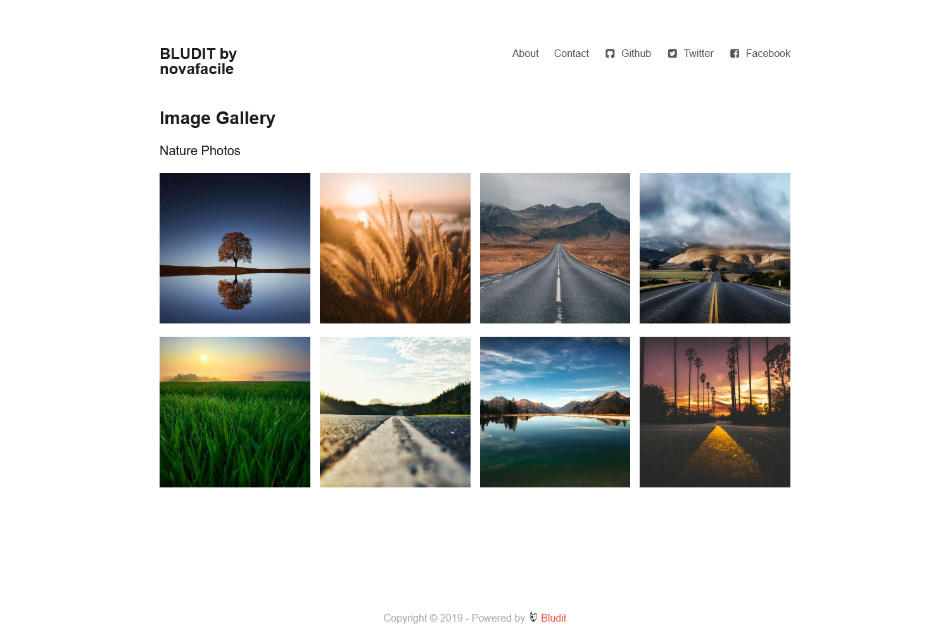 BLUDIT by
novafacile
About Contact Github Twitter Facebook
Image Gallery
Nature Photos
Copyright © 2019 - Powered by Bludit